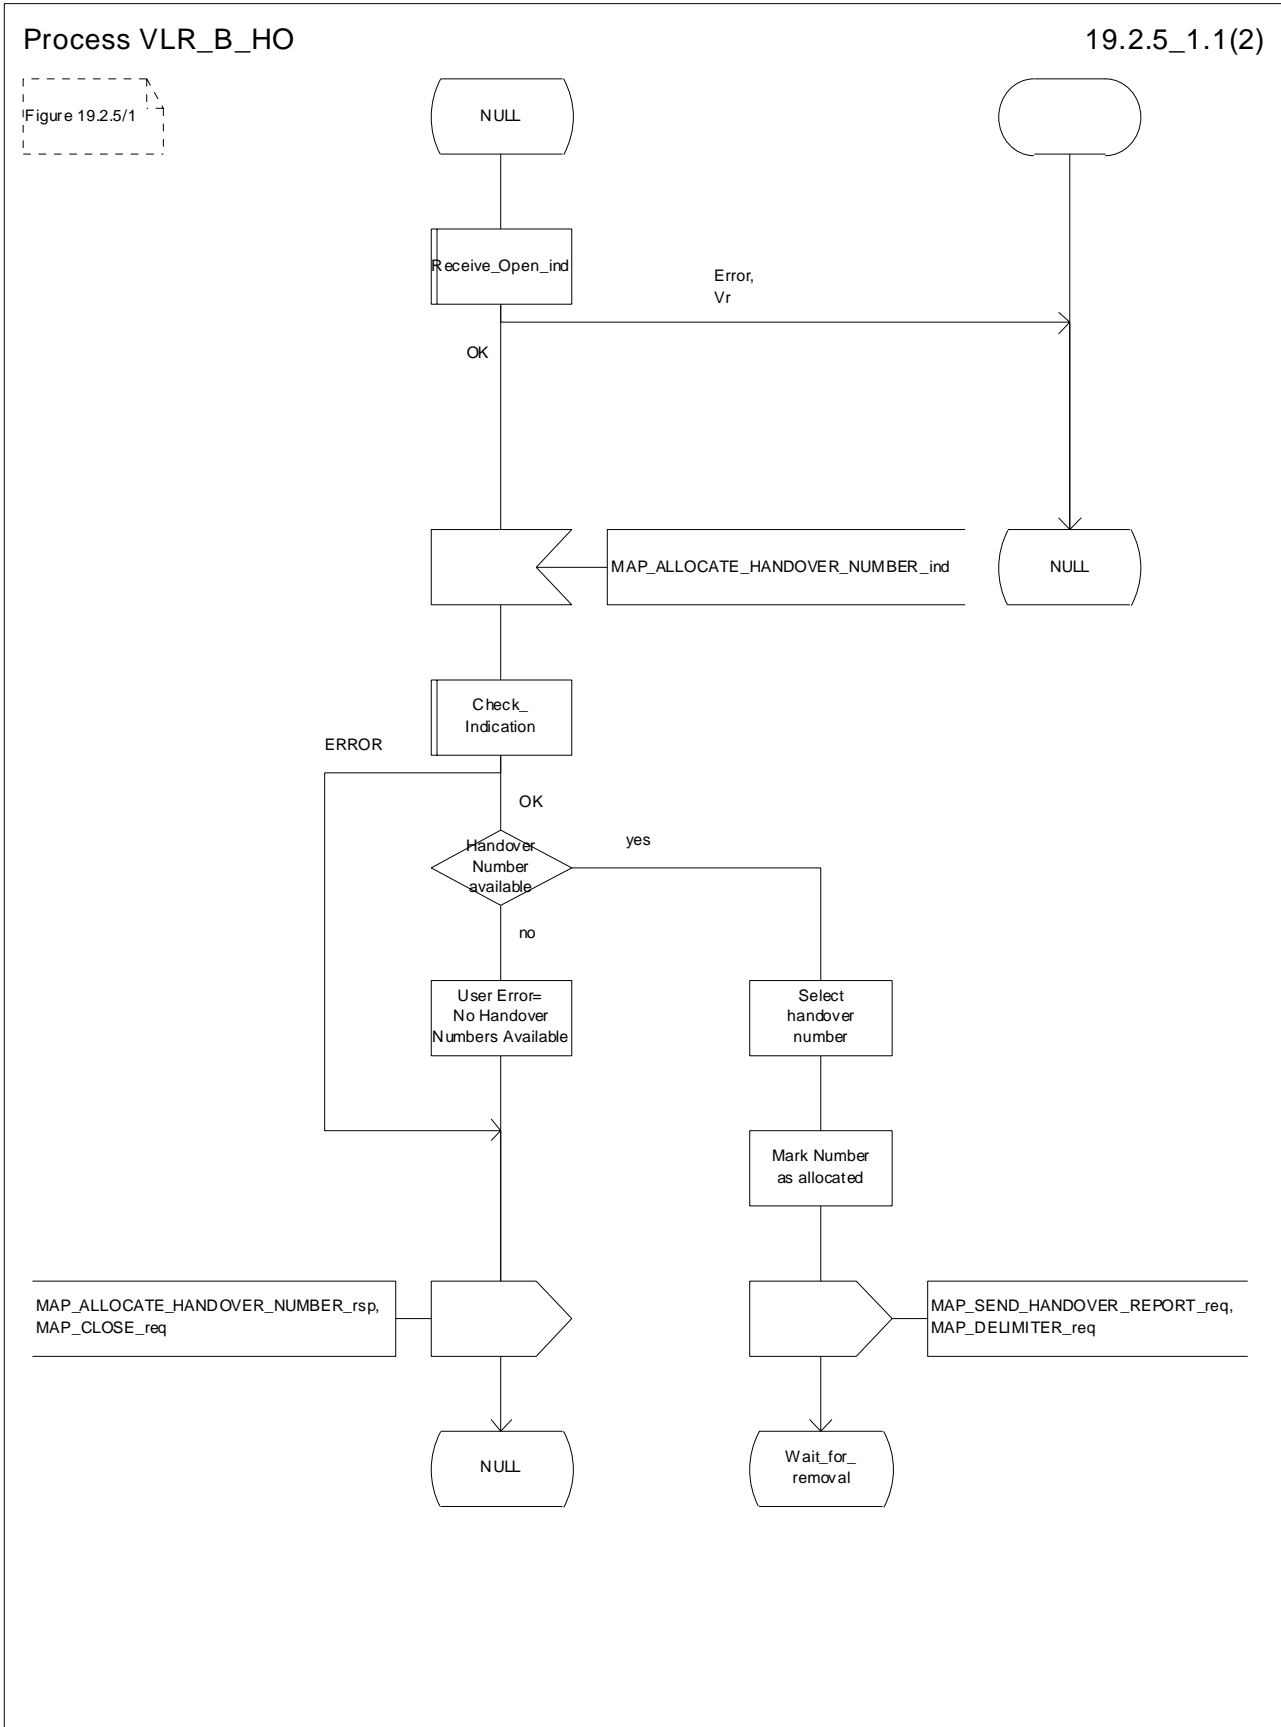 Process VLR_B_HO
19.2.5_1.1(2)
Figure 19.2.5/1
NULL
Receive_Open_ind
Error,
Vr
OK
MAP_ALLOCATE_HANDOVER_NUMBER_ind
NULL
Check_
Indication
ERROR
OK
Handover
Number
available
yes
no
User Error=
No Handover
Numbers Available
Select
handover
number
Mark Number
as allocated
MAP_ALLOCATE_HANDOVER_NUMBER_rsp,
MAP_CLOSE_req
MAP_SEND_HANDOVER_REPORT_req,
MAP_DELIMITER_req
NULL
Wait_for_
removal